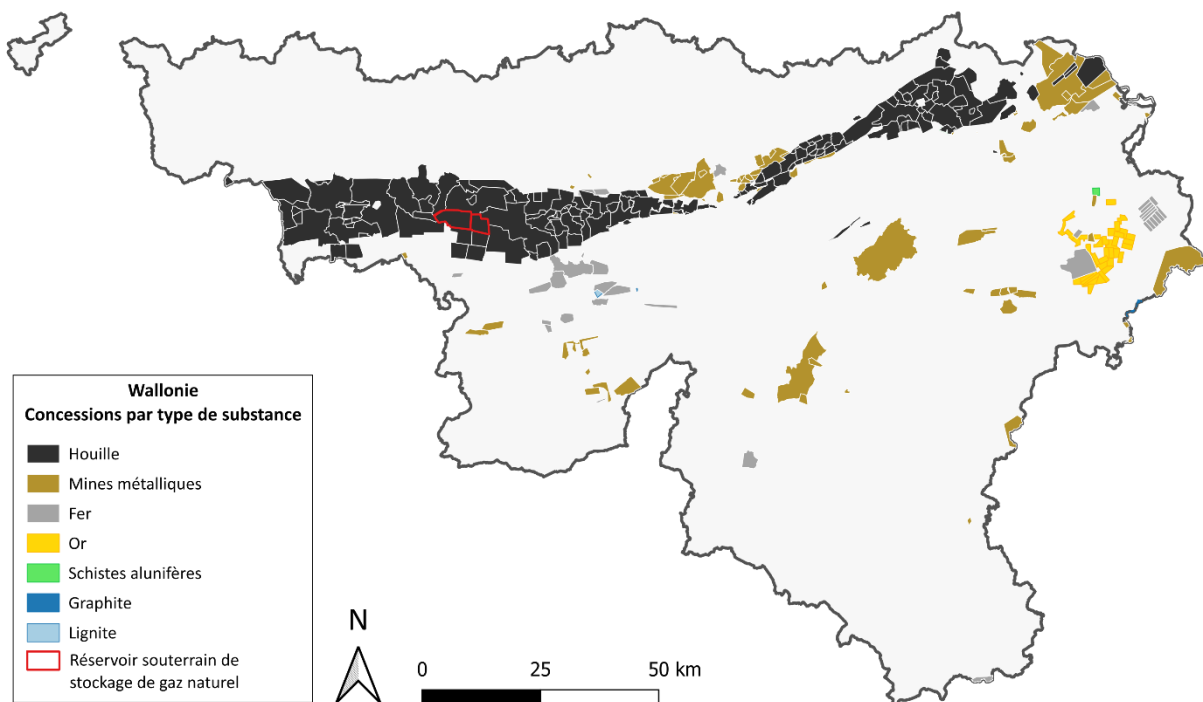 Wallonie
Concessions par type de substance
Houille
Mines métalliques
Fer
Or
Schistes alunifères
Graphite
Lignite
Réservoir souterrain de
stockage de gaz naturel
N
0 25 50 km